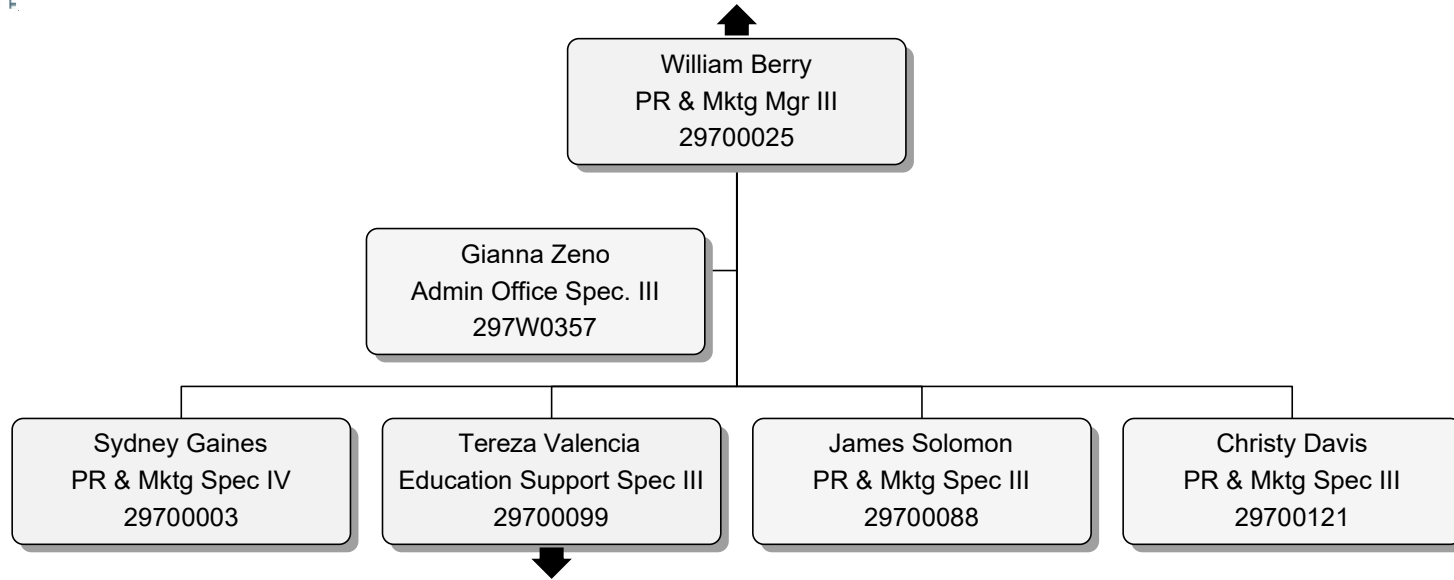 William Berry
PR & Mktg Mgr III
29700025
Gianna Zeno
Admin Office Spec. III
297W0357
Sydney Gaines
PR & Mktg Spec IV
29700003
Tereza Valencia
Education Support Spec III
29700099
James Solomon
PR & Mktg Spec III
29700088
Christy Davis
PR & Mktg Spec III
29700121